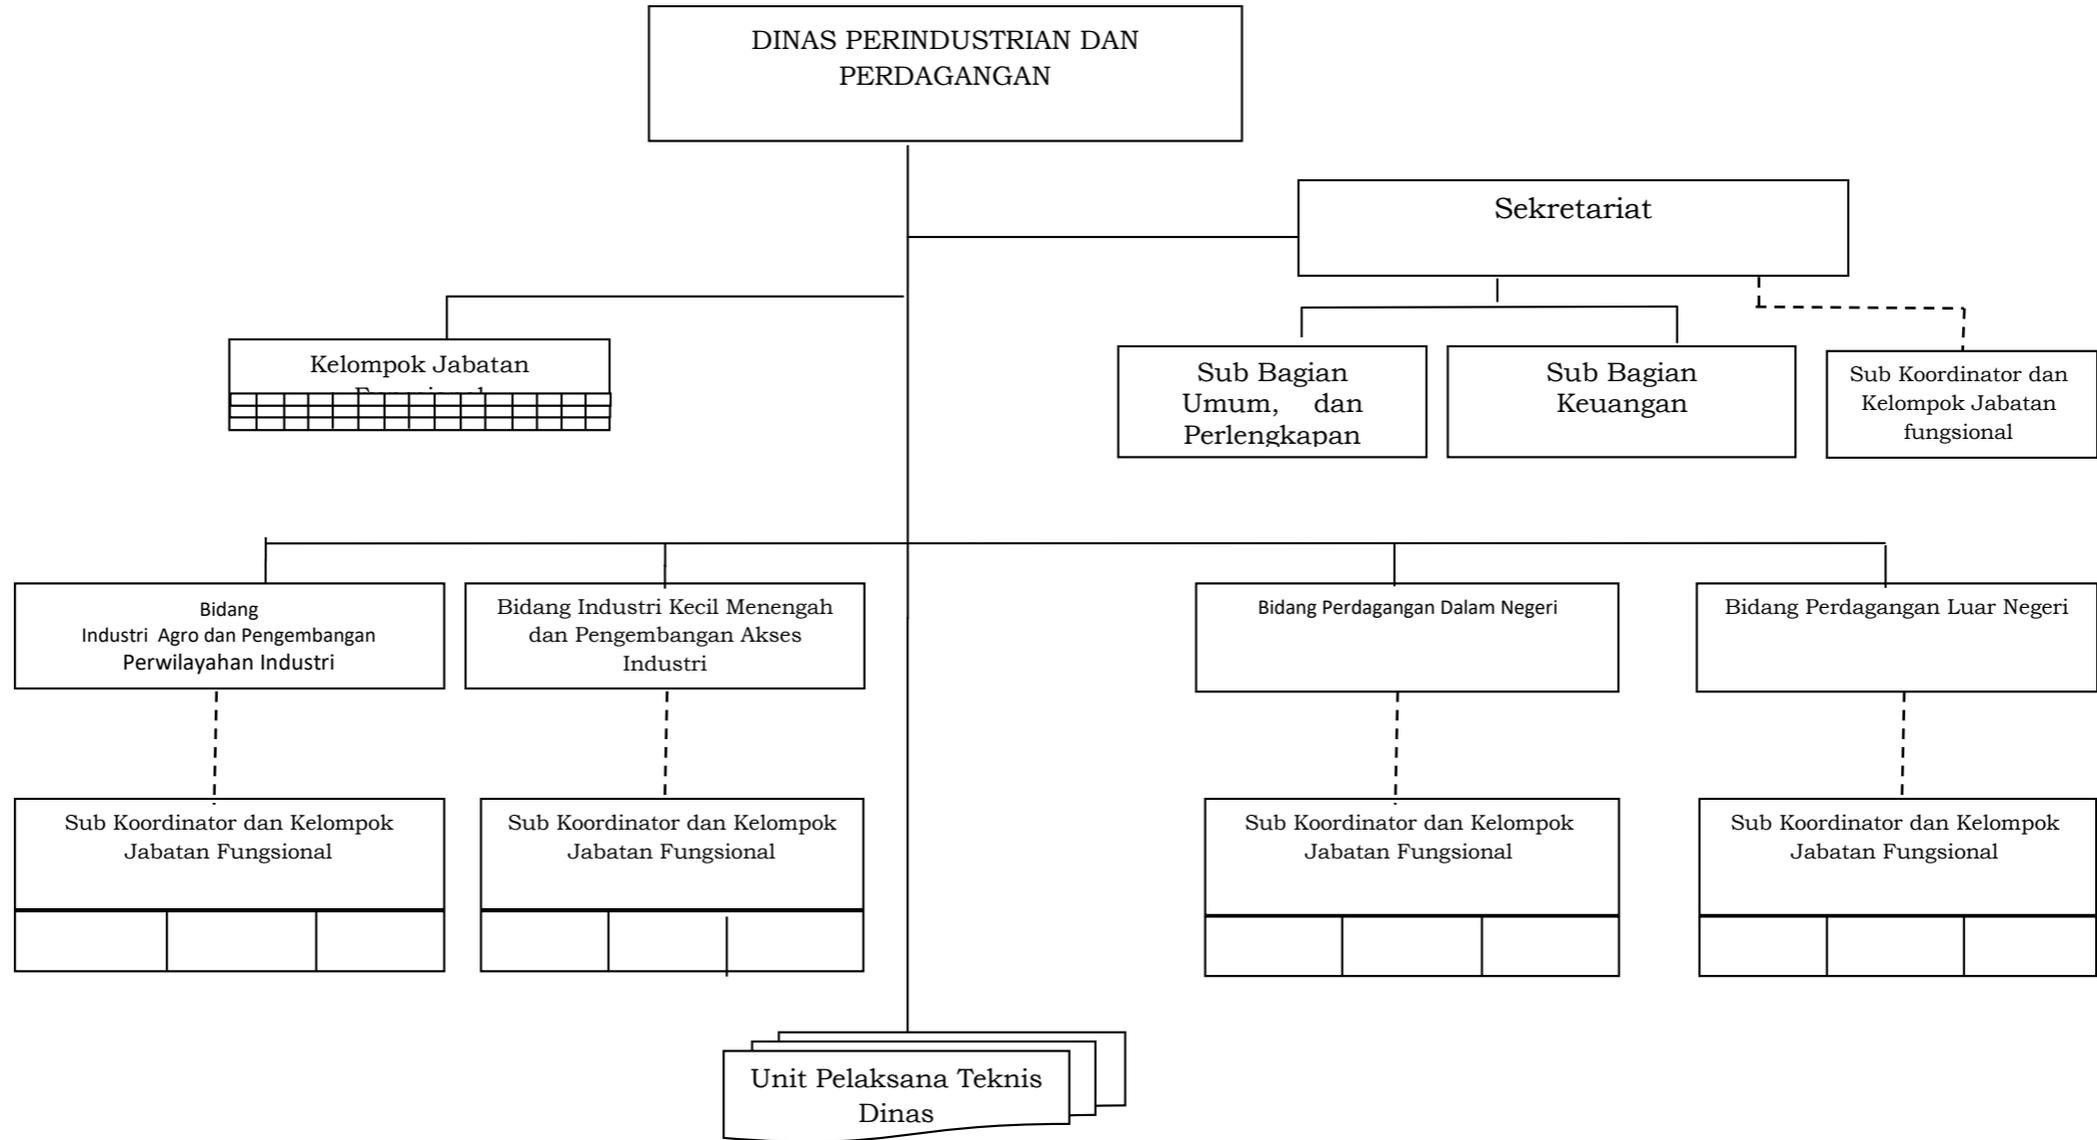 DINAS PERINDUSTRIAN DAN
PERDAGANGAN
Sekretariat
Kelompok Jabatan
Sub Bagian
Umum, dan
Perlengkapan
Sub Bagian
Keuangan
Sub Koordinator dan
Kelompok Jabatan
fungsional
Bidang
Industri Agro dan Pengembangan
Perwilayahan Industri
Bidang Industri Kecil Menengah
dan Pengembangan Akses
Industri
Bidang Perdagangan Dalam Negeri
Bidang Perdagangan Luar Negeri
Sub Koordinator dan Kelompok
Jabatan Fungsional
Sub Koordinator dan Kelompok
Jabatan Fungsional
Sub Koordinator dan Kelompok
Jabatan Fungsional
Sub Koordinator dan Kelompok
Jabatan Fungsional
Unit Pelaksana Teknis
Dinas